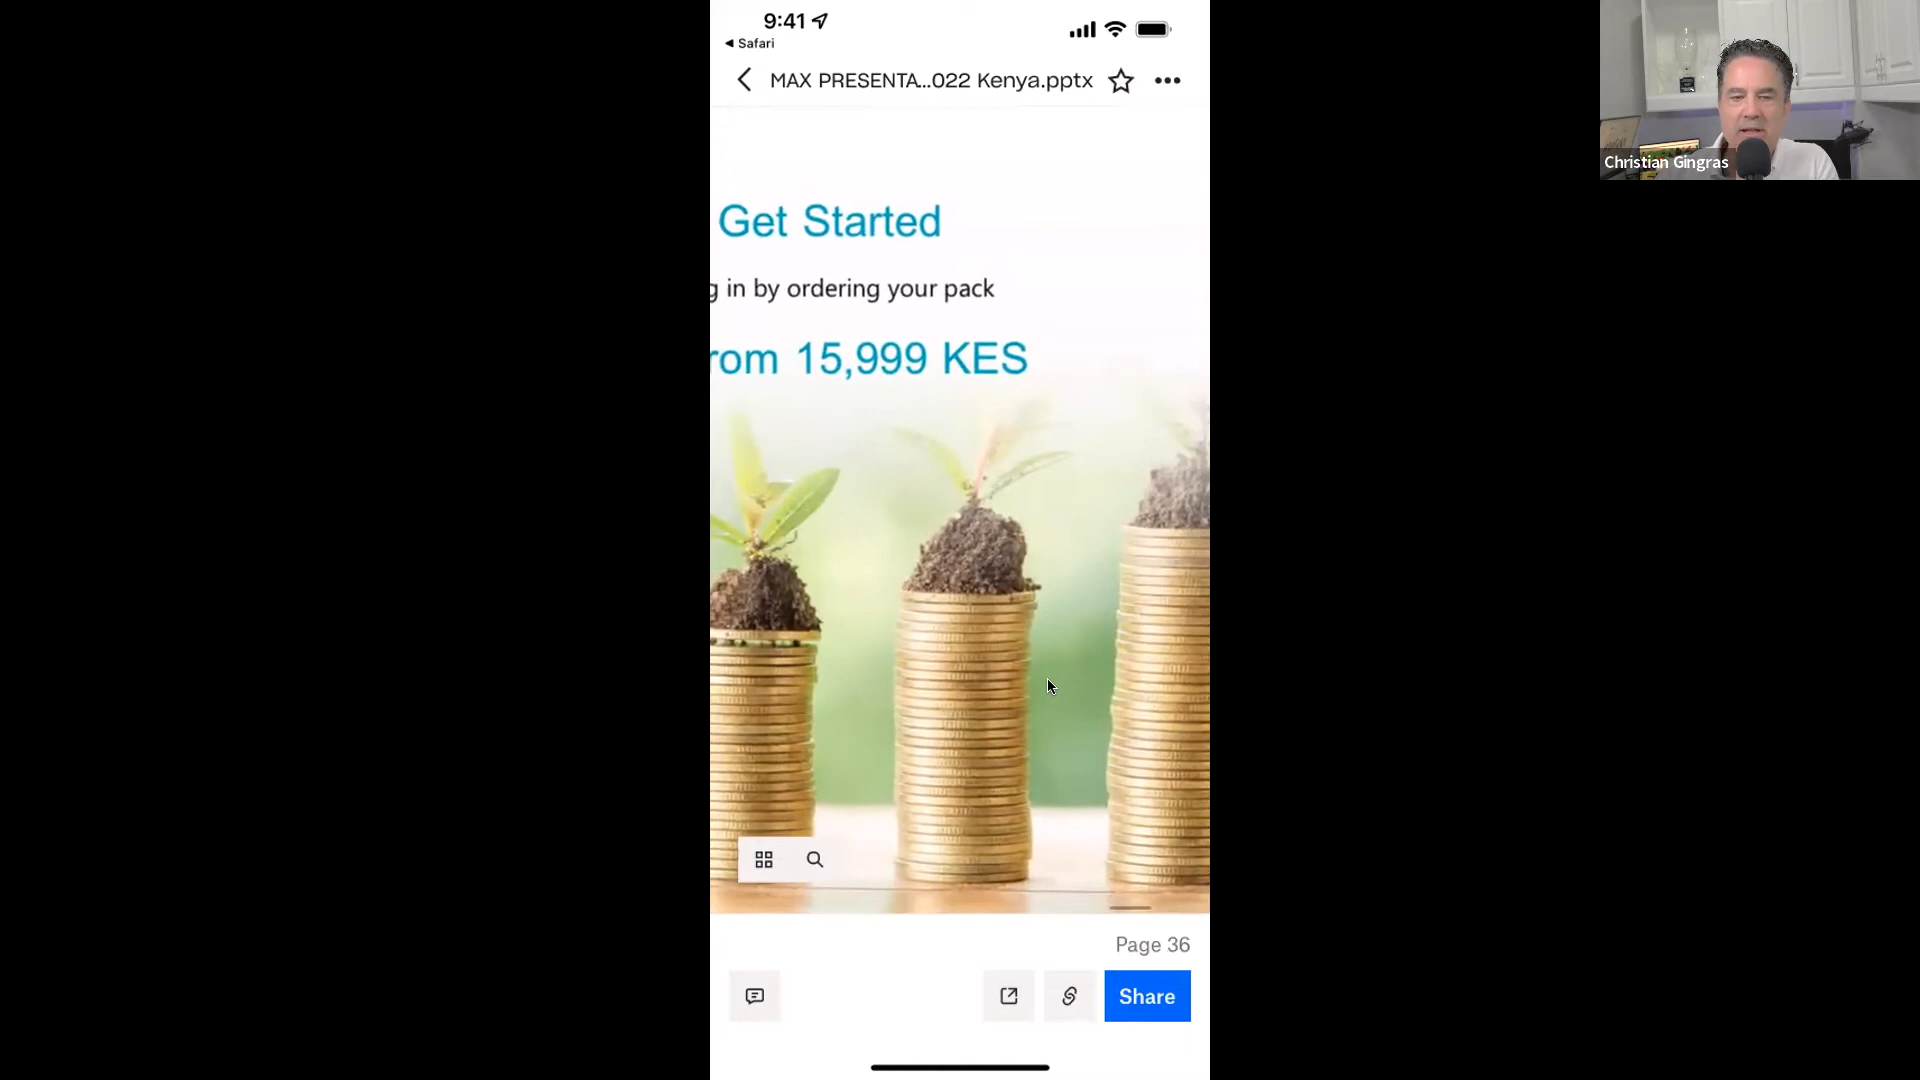 9:41
Safari
MAX PRESENTA...022 Kenya.pptx
Get Started
g in by ordering your pack
rom 15,999 KES
Page 36
Share
Christian Gingras